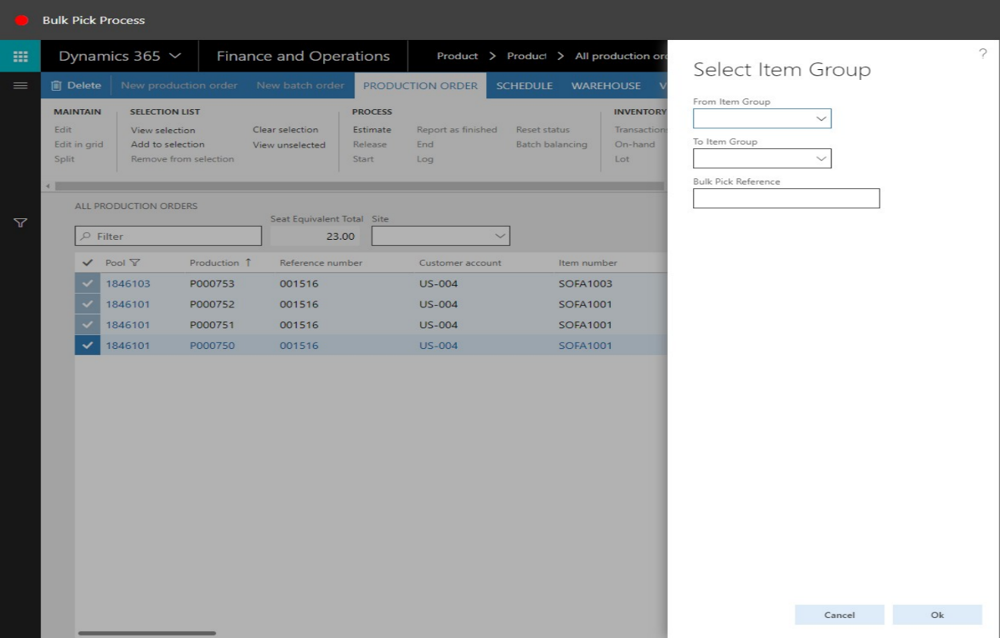 Bulk Pick Process
Dynamics 365 Finance and Operations Product > Product > All production
Delete New production order New batch order PRODUCTION ORDER SCHEDULE WAREHOUSE
MAINTAIN SELECTION LIST PROCESS INVENTORY
Edit View selection Clear selection Estimate Report as finished Reset status Transaction
Edit in grid Add to selection View unselected Release End Batch balancing On-hand
Split Remove from selection Start Log Lot
ALL PRODUCTION ORDERS
Seat Equivalent Total Site
Filter 23.00
Pool Production ↑ Reference number Customer account Item number
1846103 P000753 001516 US-004 SOFA1003
1846101 P000752 001516 US-004 SOFA1001
1846101 P000751 001516 US-004 SOFA1001
1846101 P000750 001516 US-004 SOFA1001
?
Select Item Group
From Item Group
To Item Group
Bulk Pick Reference
Cancel Ok